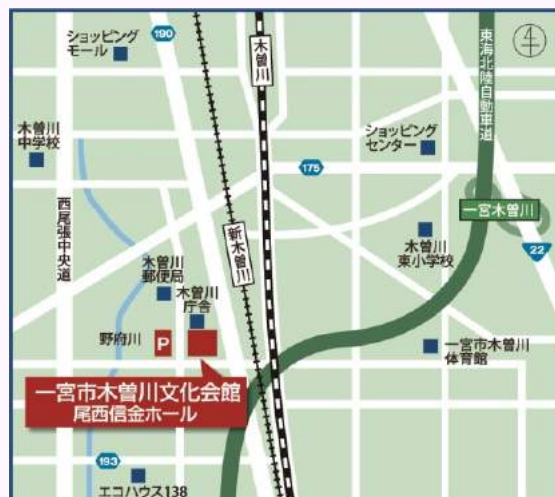 ショッピング
モール
190
木曽川
東海北陸自動車道
木曽川
中学校
ショッピング
センター
175
西尾張中央道
新木曽川
一宮木曽川
22
木曽川
東小学校
木曽川
郵便局
木曽川
庁舎
野府川
P
一宮市木曽川
体育館
一宮市木曽川文化会館
尾西信金ホール
193
エコハウス138